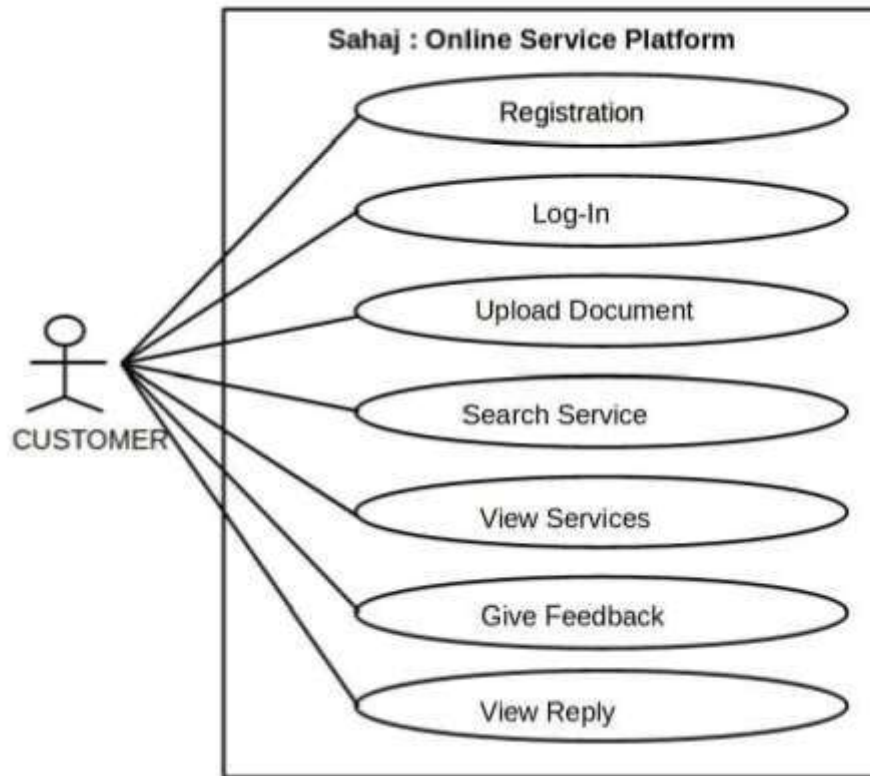 Sahaj : Online Service Platform
Registration
Log-In
Upload Document
Search Service
CUSTOMER
View Services
Give Feedback
View Reply